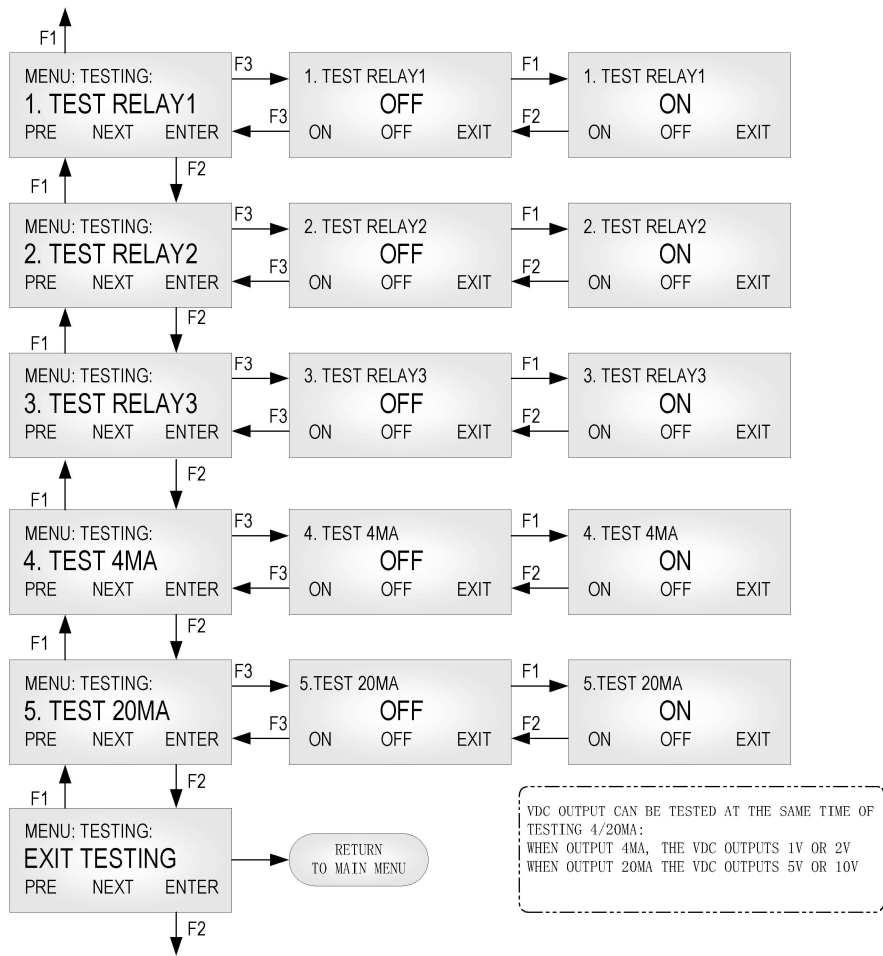 F1
MENU: TESTING:
1. TEST RELAY1
PRE NEXT ENTER
F3
F3
1. TEST RELAY1
OFF
ON OFF EXIT
F1
F2
1. TEST RELAY1
ON
ON OFF EXIT
F1
F2
MENU: TESTING:
2. TEST RELAY2
PRE NEXT ENTER
F3
F3
2. TEST RELAY2
OFF
ON OFF EXIT
F1
F2
2. TEST RELAY2
ON
ON OFF EXIT
F1
F2
MENU: TESTING:
3. TEST RELAY3
PRE NEXT ENTER
F3
F3
3. TEST RELAY3
OFF
ON OFF EXIT
F1
F2
3. TEST RELAY3
ON
ON OFF EXIT
F1
F2
MENU: TESTING:
4. TEST 4MA
PRE NEXT ENTER
F3
F3
4. TEST 4MA
OFF
ON OFF EXIT
F1
F2
4. TEST 4MA
ON
ON OFF EXIT
F1
F2
MENU: TESTING:
5. TEST 20MA
PRE NEXT ENTER
F3
F3
5.TEST 20MA
OFF
ON OFF EXIT
F1
F2
5.TEST 20MA
ON
ON OFF EXIT
F1
F2
MENU: TESTING:
EXIT TESTING
PRE NEXT ENTER
F2
RETURN
TO MAIN MENU
VDC OUTPUT CAN BE TESTED AT THE SAME TIME OF
TESTING 4/20MA:
WHEN OUTPUT 4MA, THE VDC OUTPUTS 1V OR 2V
WHEN OUTPUT 20MA THE VDC OUTPUTS 5V OR 10V